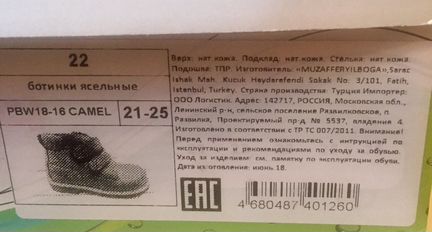 22
ботинки ясельные
PBW18-16 CAMEL 21-25
Верх: нат.кожа. Подклад: нат.кожа. Стелька: нат. кожа.
Подошва: ТПР. Изготовитель: «MUZAFFERYILBOGA»,Sarac
Ishak Mah. Kucuk Haydarefendi Sokak No: 3/101, Fatih,
Istanbul, Turkey. Страна производства: Турция Импортер:
ООО Логистик. Адрес: 142717, РОССИЯ, Московская обл.,
Ленинский р-н, сельское поселение Развилковское, п.
Развилка, Проектируемый пр-д № 5537, владение 4.
Изготовлено в соответствии с ТР ТС 007/2011. Внимание!
Перед применением ознакомьтесь с инструкцией по
эксплуатации и рекомендациями по уходу за обувью.
Уход за изделием: см. памятку по эксплуатации обуви.
Дата изготовления: июнь 18.
EAC
4 680487 401260